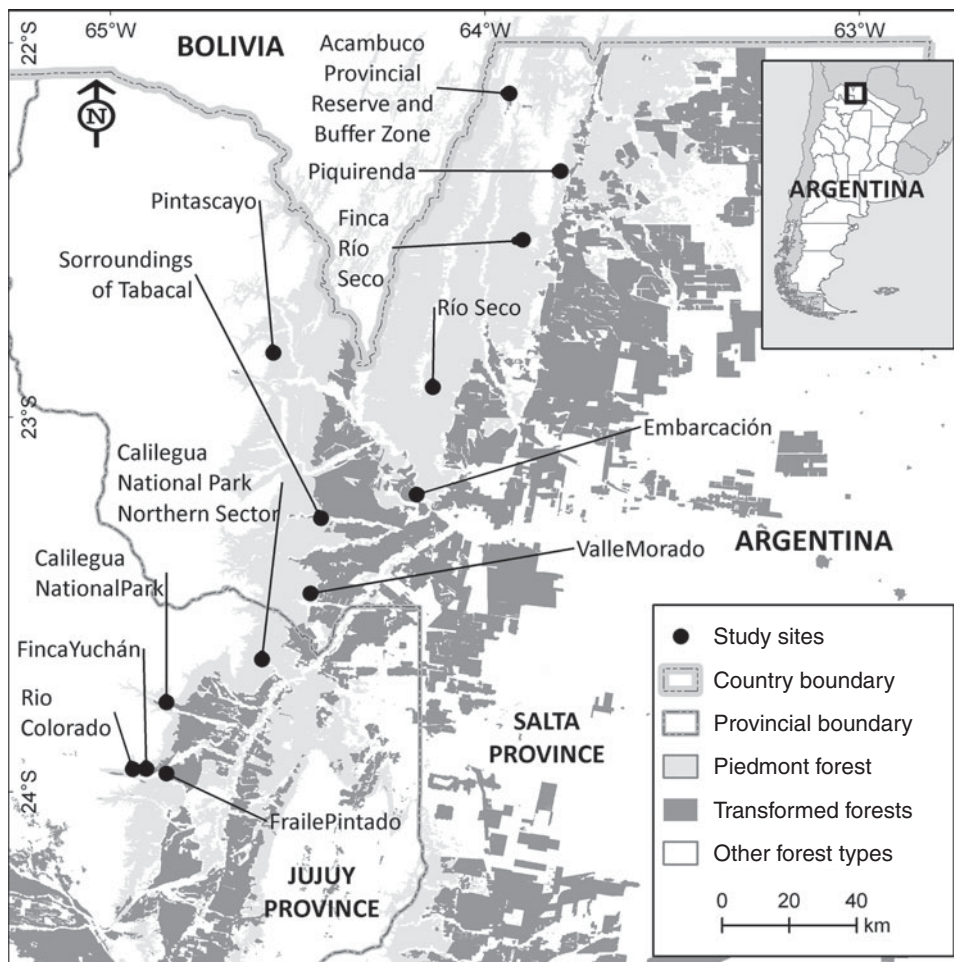 65°W
64°W
63°W
22°S
23°S
24°S
BOLIVIA
N
Acambuco
Provincial
Reserve and
Buffer Zone
Piquirenda
Pintascayo
Finca
Río
Seco
Sorroundings
of Tabacal
Río Seco
ARGENTINA
Embarcación
Calilegua
National Park
Northern Sector
ValleMorado
ARGENTINA
Calilegua
NationalPark
FincaYuchán
Rio
Colorado
FrailePintado
SALTA
PROVINCE
JUJUY
PROVINCE
Study sites
Country boundary
Provincial boundary
Piedmont forest
Transformed forests
Other forest types
0 20 40
km